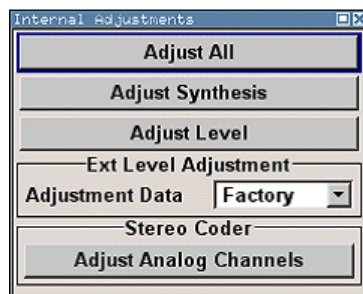 Internal Adjustments
Adjust All
Adjust Synthesis
Adjust Level
Ext Level Adjustment
Adjustment Data Factory
Stereo Coder
Adjust Analog Channels